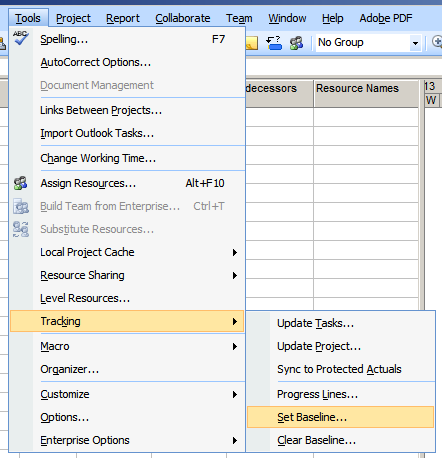 Tools Project Report Collaborate Team Window Help Adobe PDF
ABC Spelling... F7
No Group
AutoCorrect Options...
Document Management
decessors Resource Names 13
W
Links Between Projects...
Import Outlook Tasks...
Change Working Time...
Assign Resources... Alt+F10
Build Team from Enterprise... Ctrl+T
Substitute Resources...
Local Project Cache
Resource Sharing
Level Resources...
Tracking
Macro
Organizer...
Customize
Options...
Enterprise Options
Update Tasks...
Update Project...
Sync to Protected Actuals
Progress Lines...
Set Baseline...
Clear Baseline...